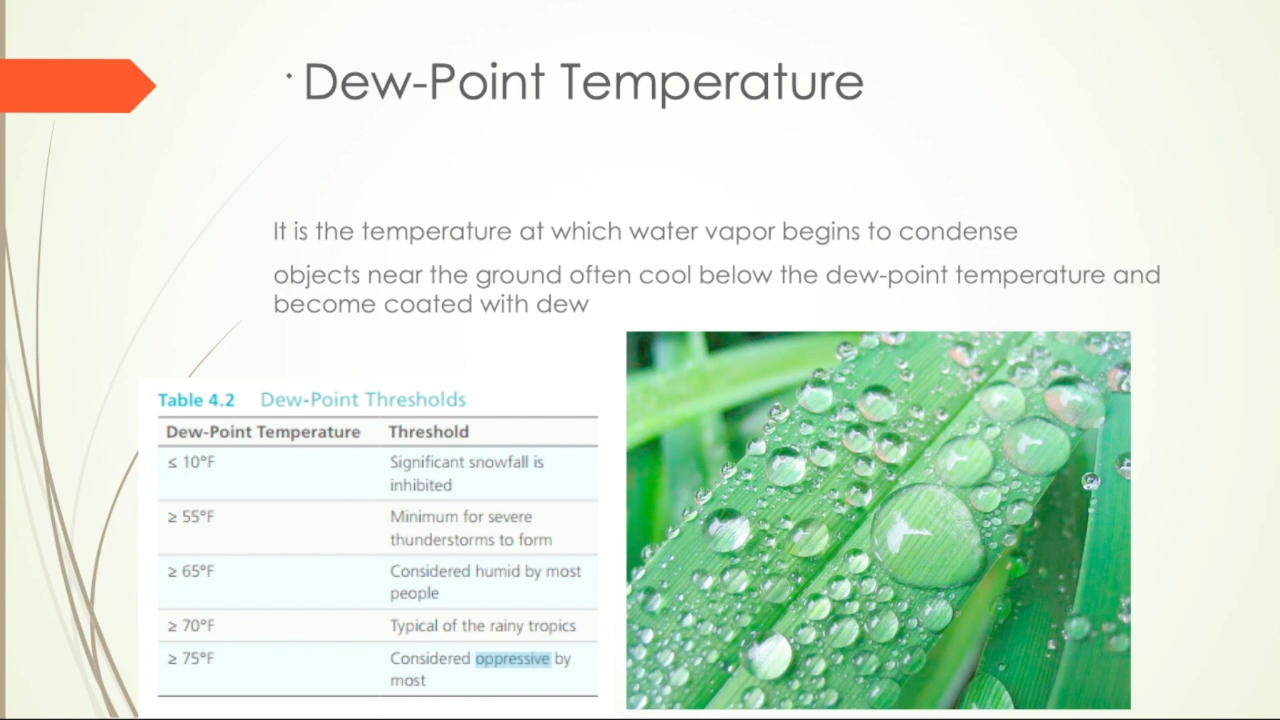 Dew-Point Temperature
It is the temperature at which water vapor begins to condense
objects near the ground often cool below the dew-point temperature and
become coated with dew
Table 4.2 Dew-Point Thresholds
Dew-Point Temperature Threshold
≤ 10°F Significant snowfall is
inhibited
≥ 55°F Minimum for severe
thunderstorms to form
≥ 65°F Considered humid by most
people
≥ 70°F Typical of the rainy tropics
≥ 75°F Considered oppressive by
most